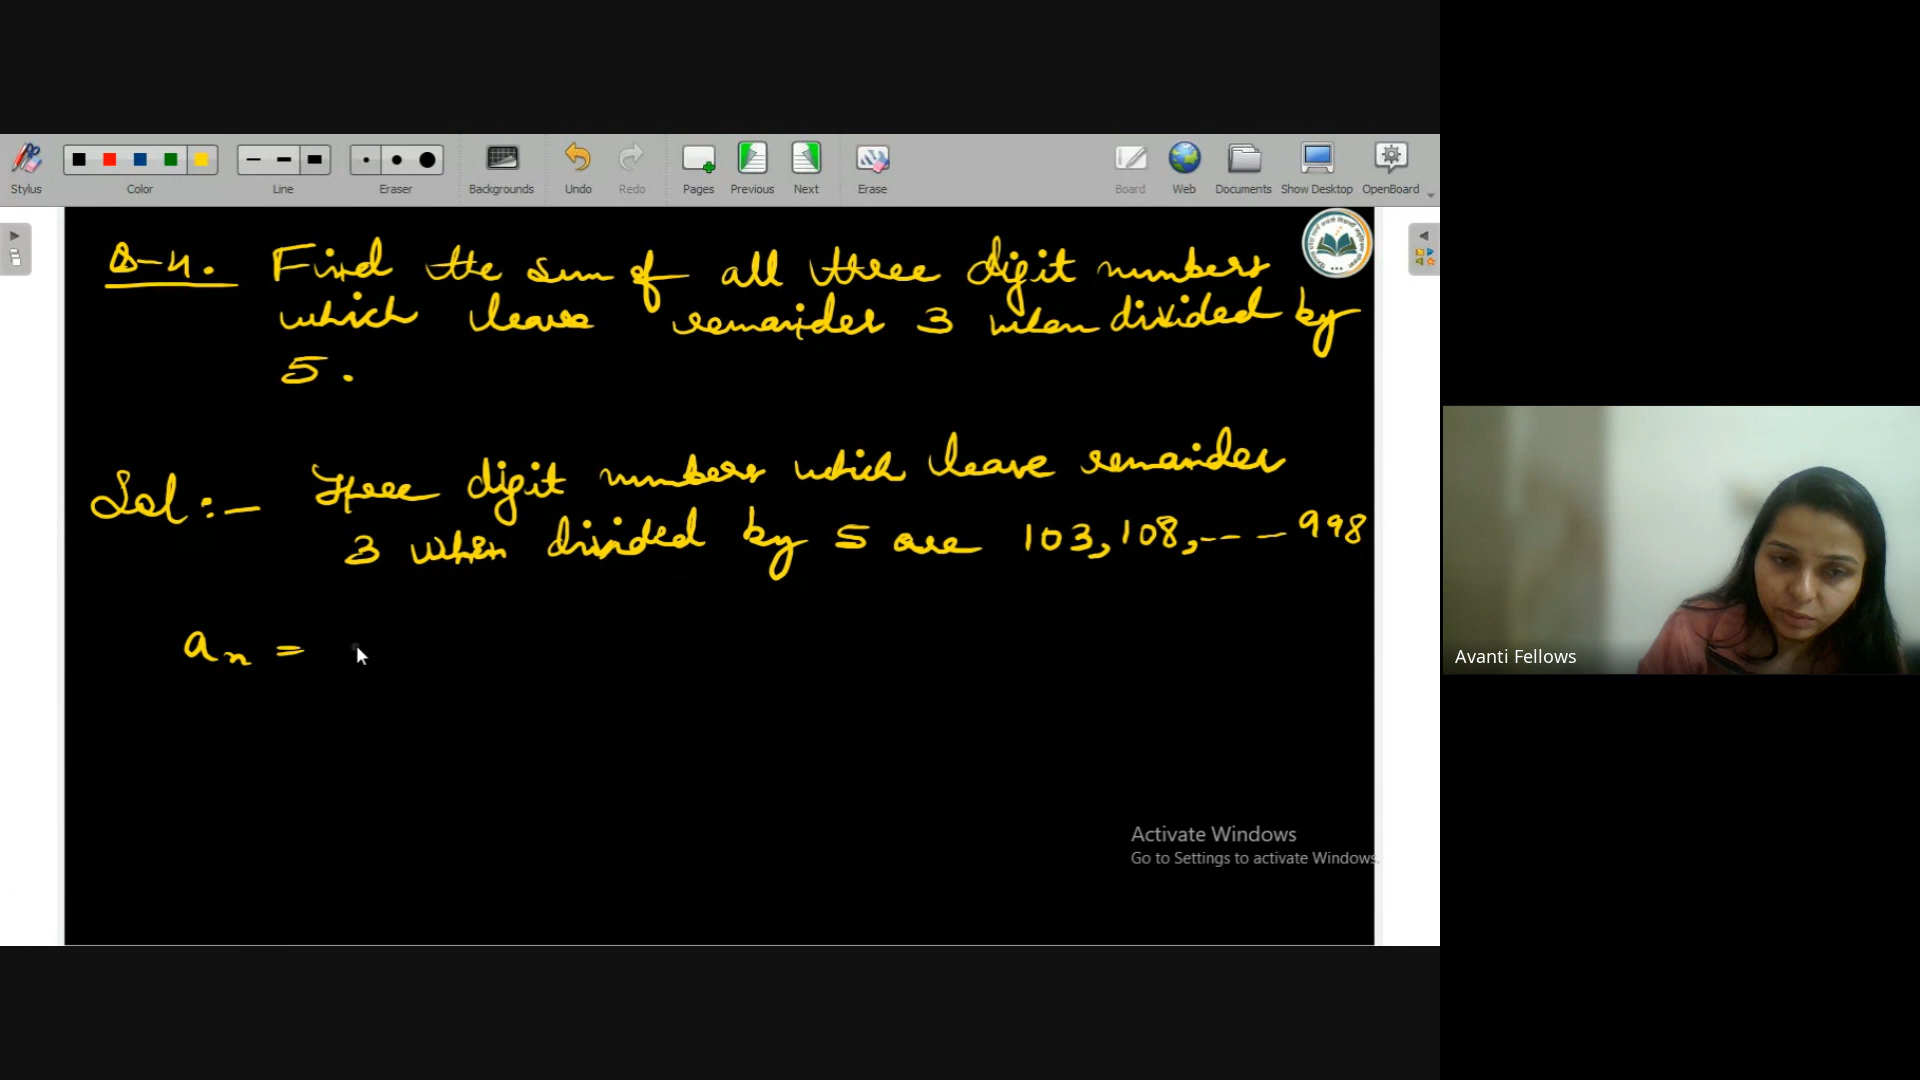 Stylus Color Line Eraser Backgrounds Undo Redo Pages Previous Next Erase Board Web Documents Show Desktop OpenBoard
Q-4. Find the sum of all three digit numbers
which leave remainder 3 when divided by
5.
Sol:- Three digit numbers which leave remainder
3 when divided by 5 are 103, 108, --- 998
aₙ =
Avanti Fellows
Activate Windows
Go to Settings to activate Windows.